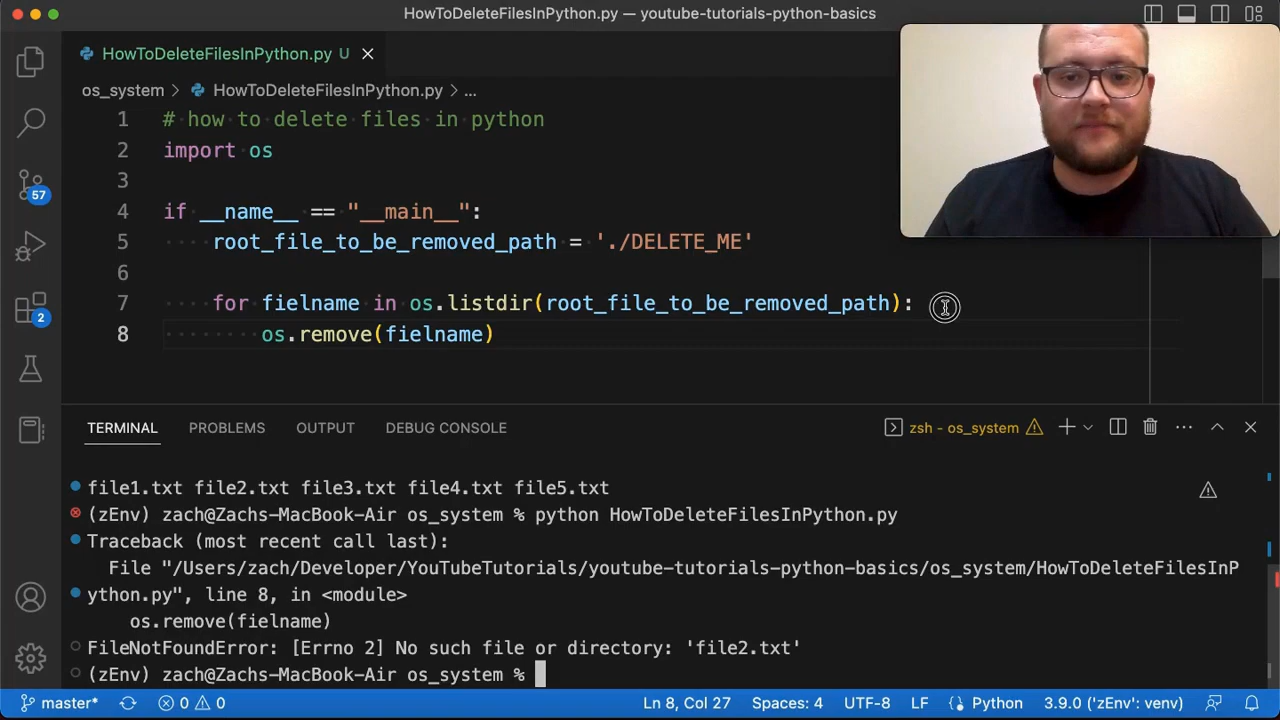 HowToDeleteFilesInPython.py — youtube-tutorials-python-basics
HowToDeleteFilesInPython.py U
os_system > HowToDeleteFilesInPython.py > ...
1 # how to delete files in python
2 import os
3
4 if __name__ == "__main__":
5 root_file_to_be_removed_path = './DELETE_ME'
6
7 for fielname in os.listdir(root_file_to_be_removed_path):
8 os.remove(fielname)
57
2
TERMINAL PROBLEMS OUTPUT DEBUG CONSOLE zsh - os_system
file1.txt file2.txt file3.txt file4.txt file5.txt
(zEnv) zach@Zachs-MacBook-Air os_system % python HowToDeleteFilesInPython.py
Traceback (most recent call last):
File "/Users/zach/Developer/YouTubeTutorials/youtube-tutorials-python-basics/os_system/HowToDeleteFilesInP
ython.py", line 8, in <module>
os.remove(fielname)
FileNotFoundError: [Errno 2] No such file or directory: 'file2.txt'
(zEnv) zach@Zachs-MacBook-Air os_system %
master* 0 0 Ln 8, Col 27 Spaces: 4 UTF-8 LF Python 3.9.0 ('zEnv': venv)